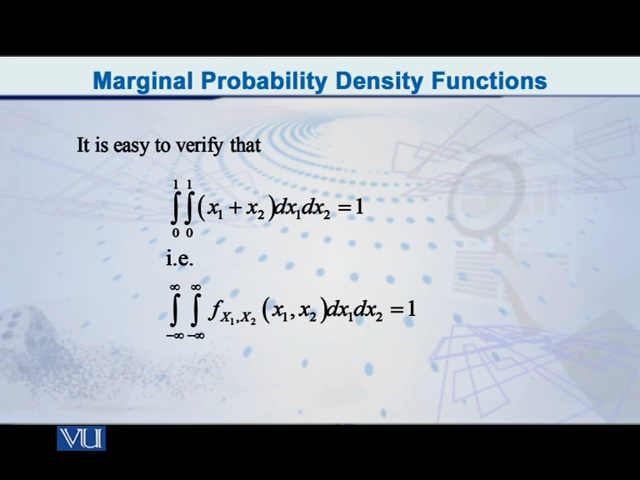 Marginal Probability Density Functions
It is easy to verify that
∫₀¹ ∫₀¹ (x₁ + x₂)dx₁dx₂ = 1
i.e.
∫₋∞^∞ ∫₋∞^∞ f_{X₁,X₂} (x₁, x₂)dx₁dx₂ = 1
VU